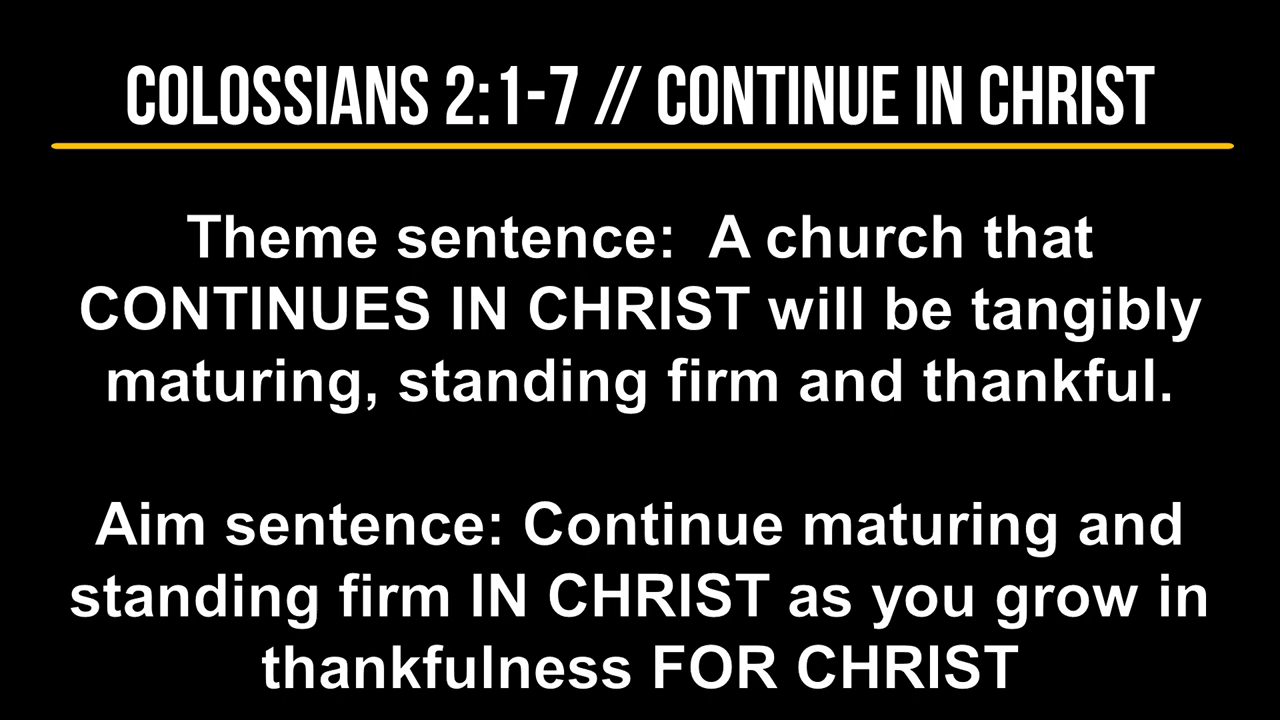 COLOSSIANS 2:1-7 // CONTINUE IN CHRIST
Theme sentence:  A church that
CONTINUES IN CHRIST will be tangibly
maturing, standing firm and thankful.
Aim sentence: Continue maturing and
standing firm IN CHRIST as you grow in
thankfulness FOR CHRIST